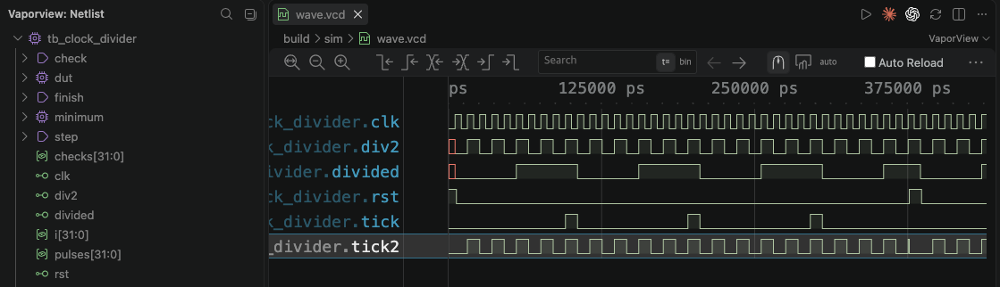 Vaporview: Netlist
tb_clock_divider
check
dut
finish
minimum
step
checks[31:0]
clk
div2
divided
i[31:0]
pulses[31:0]
rst
wave.vcd
build > sim > wave.vcd
VaporView
Search
t=
bin
auto
Auto Reload
ps 125000 ps 250000 ps 375000 ps
ck_divider.clk
k_divider.div2
ivider.divided
ck_divider.rst
k_divider.tick
_divider.tick2